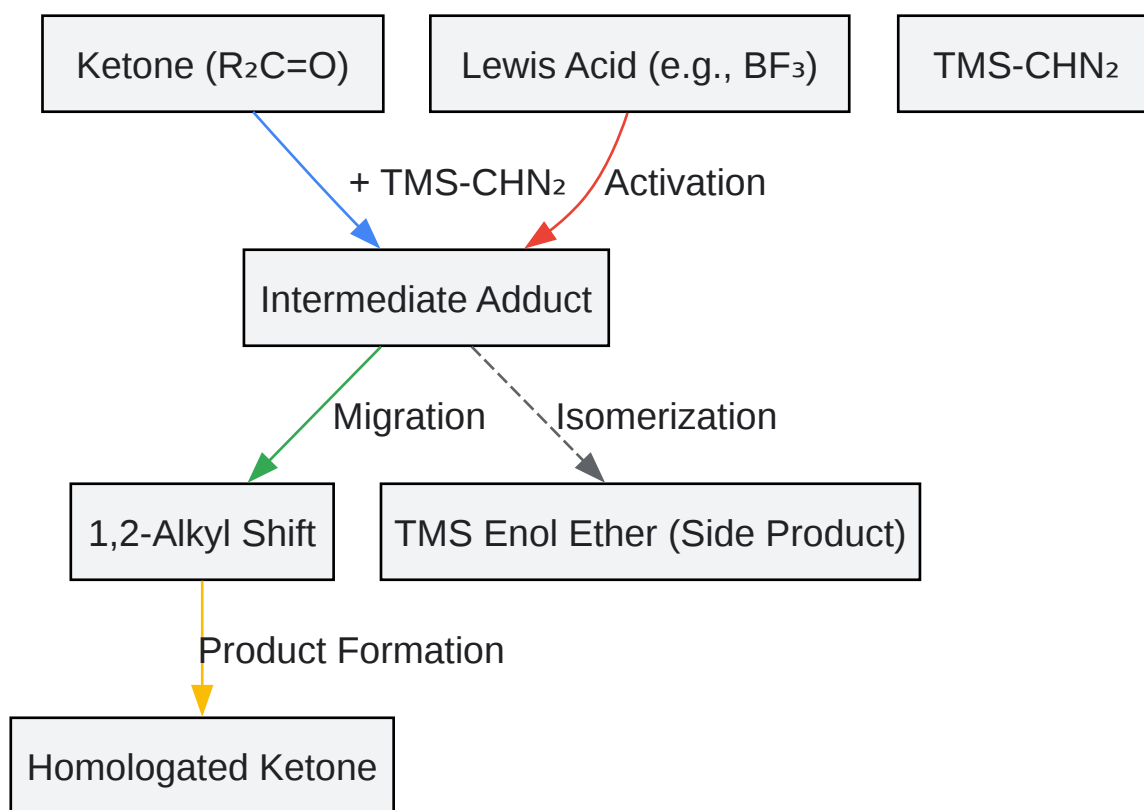 Ketone (R₂C=O)
Lewis Acid (e.g., BF₃)
TMS-CHN₂
+ TMS-CHN₂
Activation
Intermediate Adduct
Migration
Isomerization
1,2-Alkyl Shift
TMS Enol Ether (Side Product)
Product Formation
Homologated Ketone